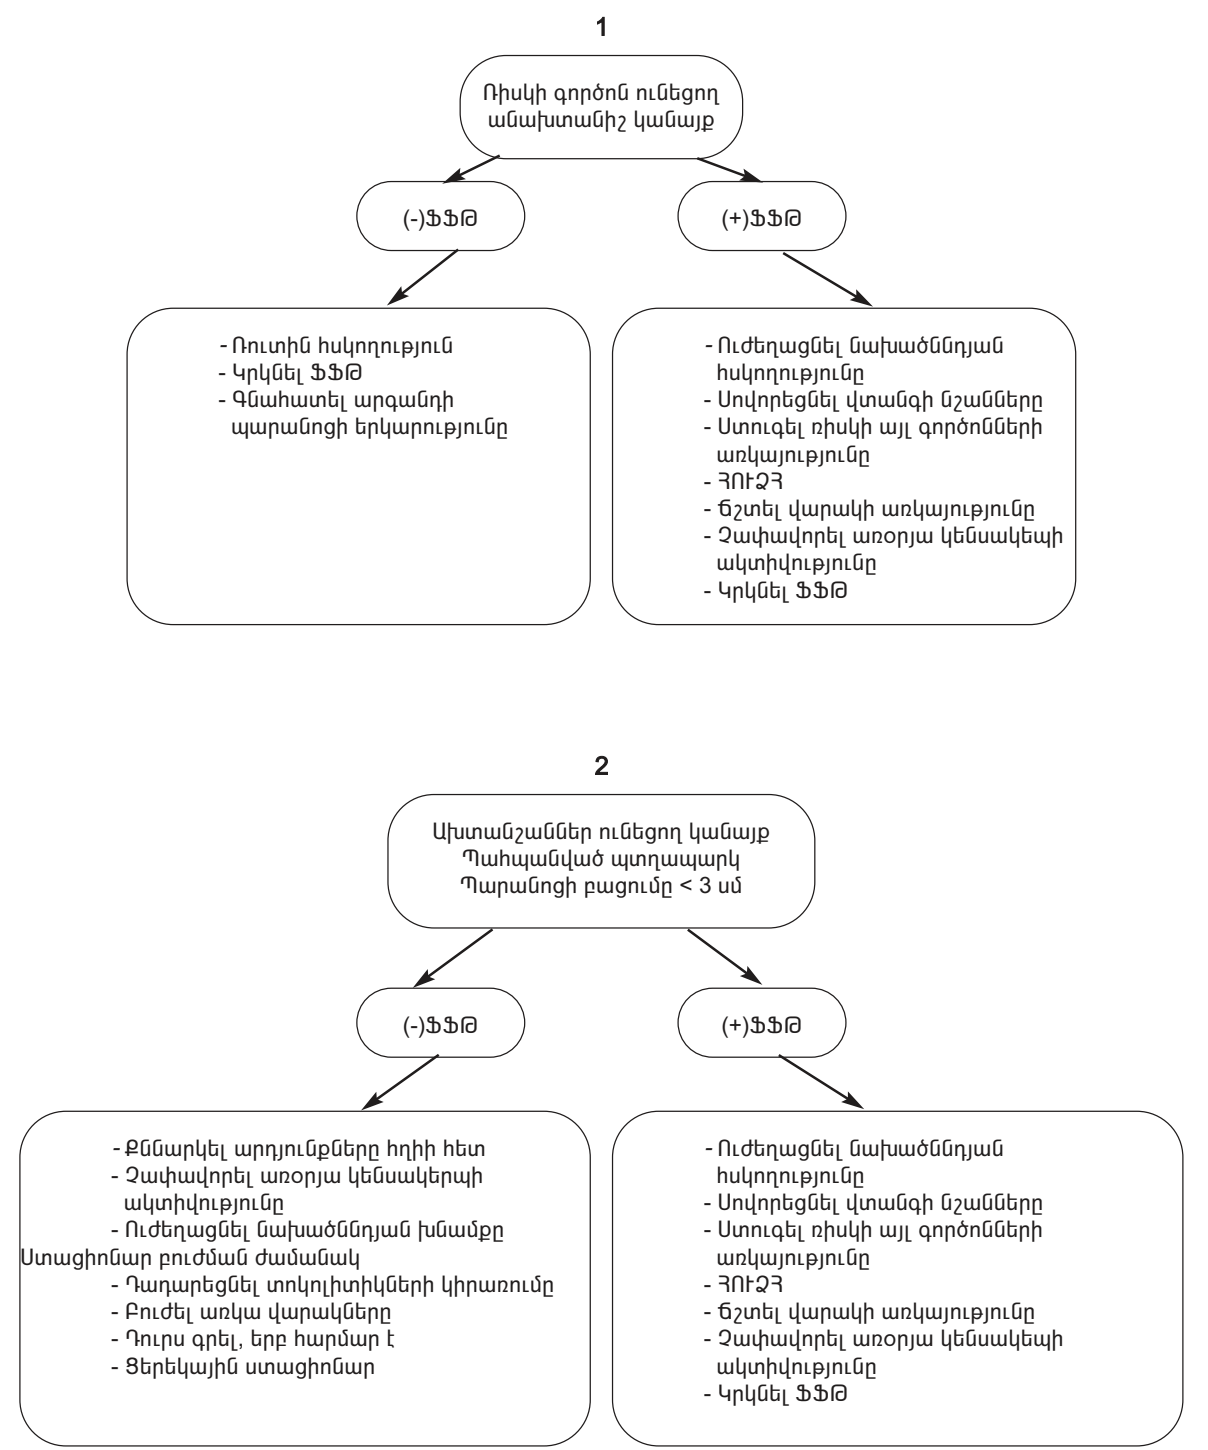 1
Ռիսկի գործոն ունեցող
անախտանիշ կանայք
(-)ՖՖԹ
(+)ՖՖԹ
- Ռուտին հսկողություն
- Կրկնել ՖՖԹ
- Գնահատել արգանդի
պարանոցի երկարությունը
- Ուժեղացնել նախածննդյան
հսկողությունը
- Սովորեցնել վտանգի նշանները
- Ստուգել ռիսկի այլ գործոնների
առկայությունը
- ՀՈՒՁՀ
- Ճշտել վարակի առկայությունը
- Չափավորել առօրյա կենսակեպի
ակտիվությունը
- Կրկնել ՖՖԹ
2
Ախտանշաններ ունեցող կանայք
Պահպանված պտղապարկ
Պարանոցի բացումը < 3 սմ
(-)ՖՖԹ
(+)ՖՖԹ
- Քննարկել արդյունքները հղիի հետ
- Չափավորել առօրյա կենսակերպի
ակտիվությունը
- Ուժեղացնել նախածննդյան խնամքը
Ստացիոնար բուժման ժամանակ
- Դադարեցնել տոկոլիտիկների կիրառումը
- Բուժել առկա վարակները
- Դուրս գրել, երբ հարմար է
- Ցերեկային ստացիոնար
- Ուժեղացնել նախածննդյան
հսկողությունը
- Սովորեցնել վտանգի նշանները
- Ստուգել ռիսկի այլ գործոնների
առկայությունը
- ՀՈՒՁՀ
- Ճշտել վարակի առկայությունը
- Չափավորել առօրյա կենսակեպի
ակտիվությունը
- Կրկնել ՖՖԹ